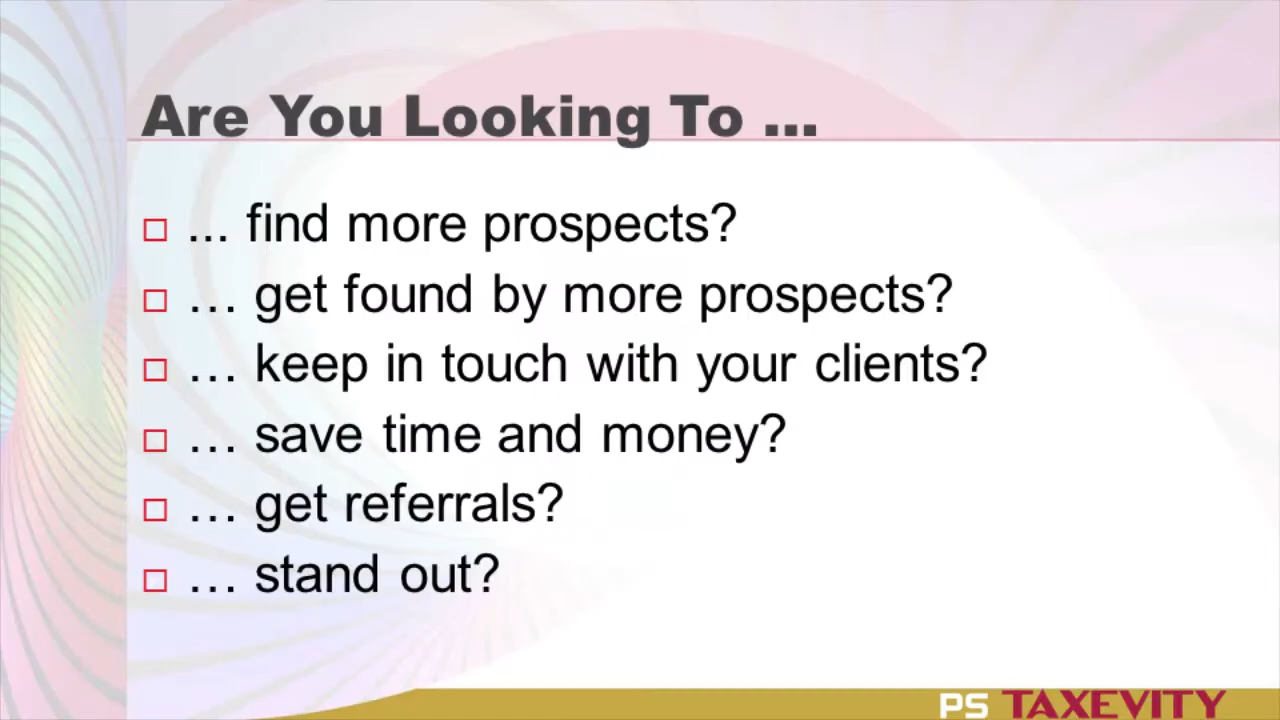 Are You Looking To ...
... find more prospects?
… get found by more prospects?
… keep in touch with your clients?
… save time and money?
… get referrals?
… stand out?
PS TAXEVITY